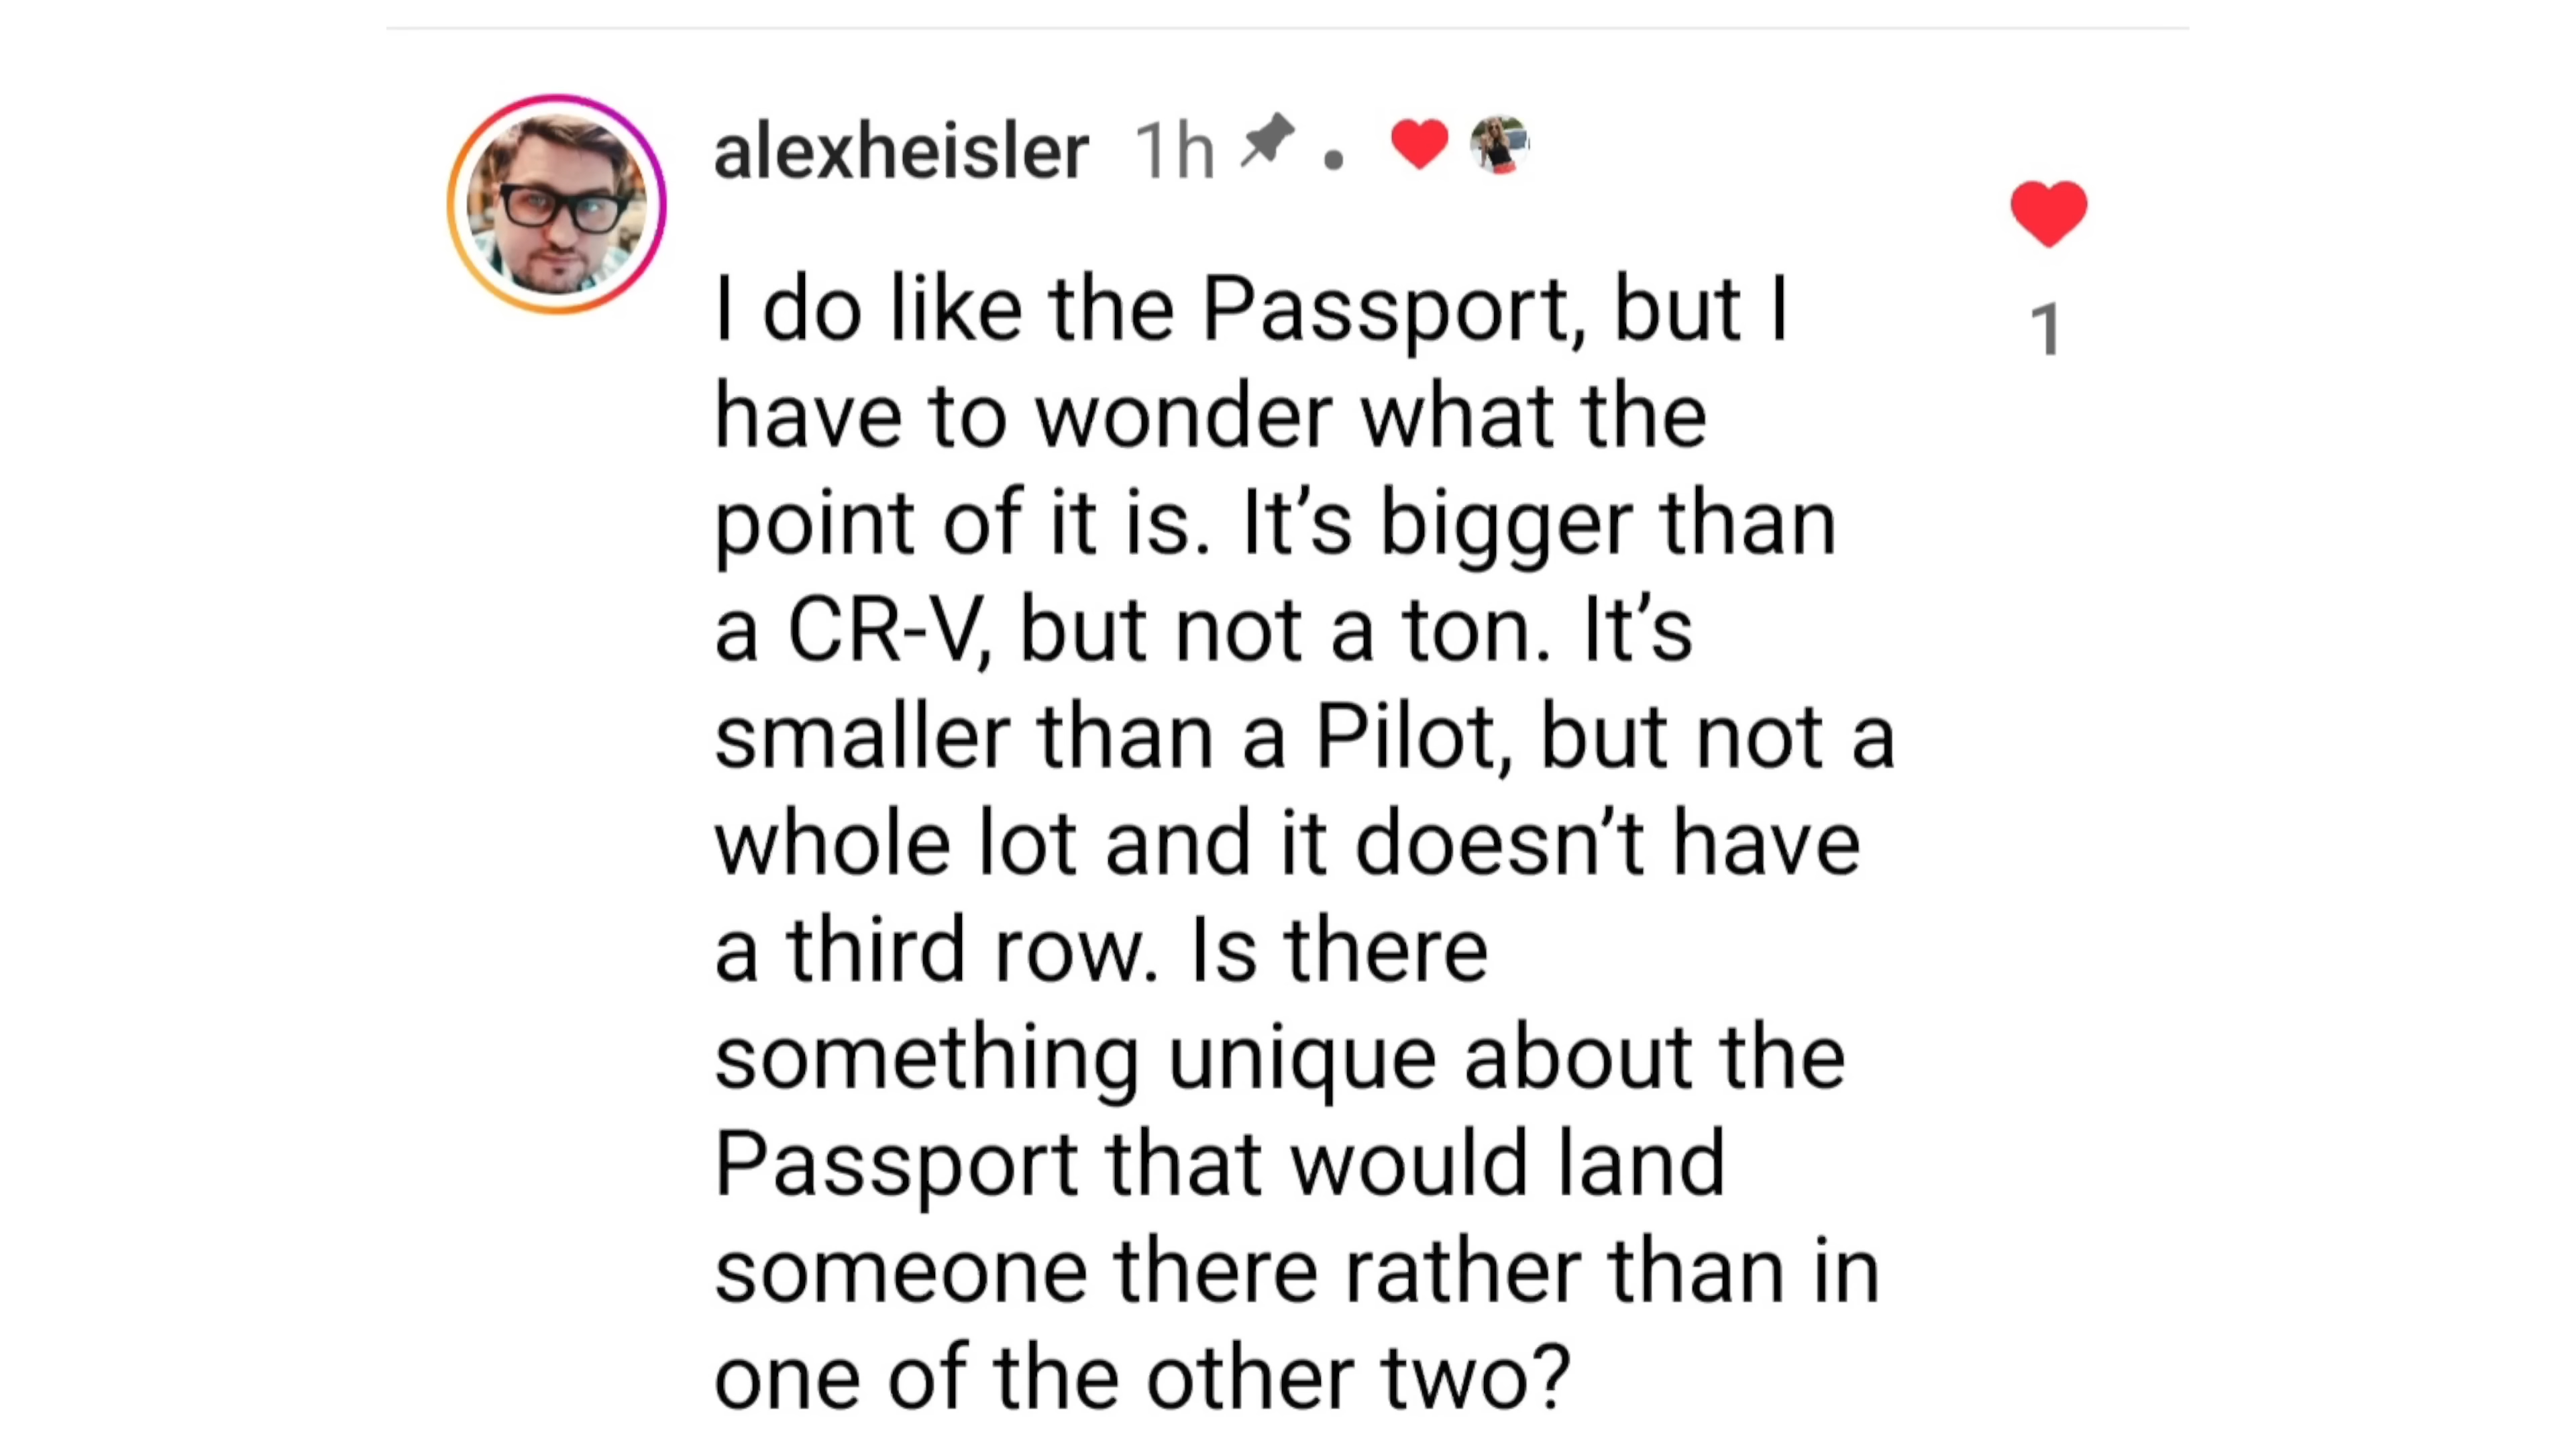 alexheisler 1h
1
I do like the Passport, but I
have to wonder what the
point of it is. It’s bigger than
a CR-V, but not a ton. It’s
smaller than a Pilot, but not a
whole lot and it doesn’t have
a third row. Is there
something unique about the
Passport that would land
someone there rather than in
one of the other two?